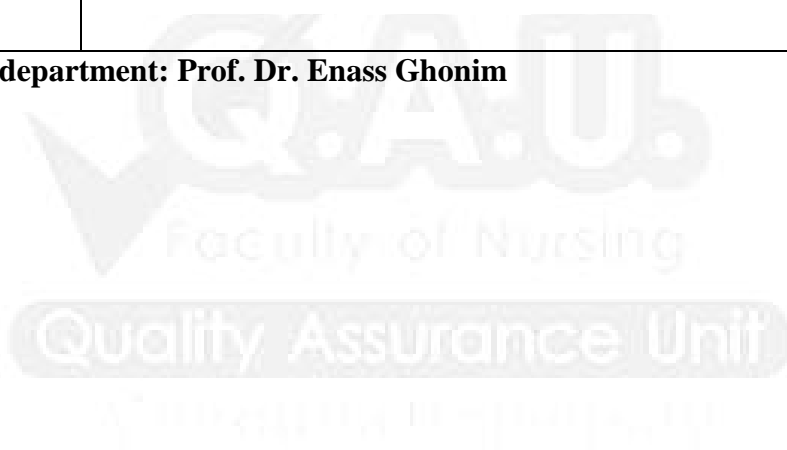 department: Prof. Dr. Enass Ghonim
Q.A.U.
Faculty of Nursing
Quality Assurance Unit